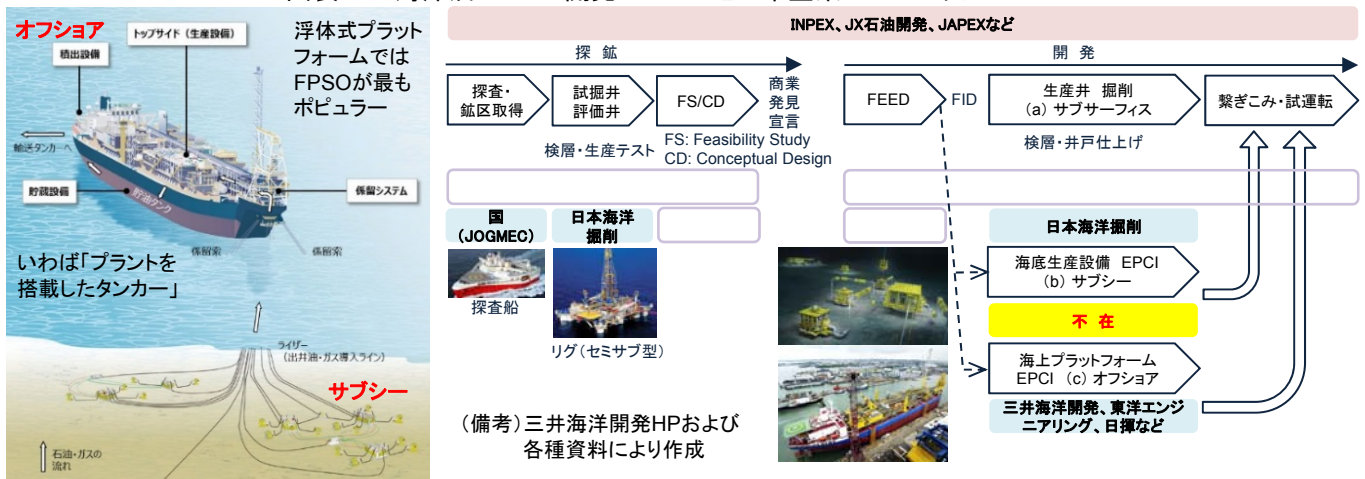 オフショア
トップサイド（生産設備）
積出設備
浮体式プラット
フォームでは
FPSOが最も
ポピュラー
輸送タンカーへ
貯蔵設備
貯油タンク
係留システム
係留索
係留索
いわば「プラントを
搭載したタンカー」
ライザー
（出井油・ガス導入ライン）
サブシー
石油・ガスの
流れ
INPEX、JX石油開発、JAPEXなど
探 鉱
開 発
探査・
鉱区取得
試掘井
評価井
FS/CD
商業
発見
宣言
FEED
FID
生産井 掘削
(a) サブサーフィス
繋ぎこみ・試運転
検層・生産テスト
FS: Feasibility Study
CD: Conceptual Design
検層・井戸仕上げ
国
(JOGMEC)
日本海洋
掘削
日本海洋掘削
探査船
リグ（セミサブ型）
海底生産設備 EPCI
(b) サブシー
不 在
海上プラットフォーム
EPCI (c) オフショア
三井海洋開発、東洋エンジ
ニアリング、日揮など
（備考）三井海洋開発HPおよび
各種資料により作成